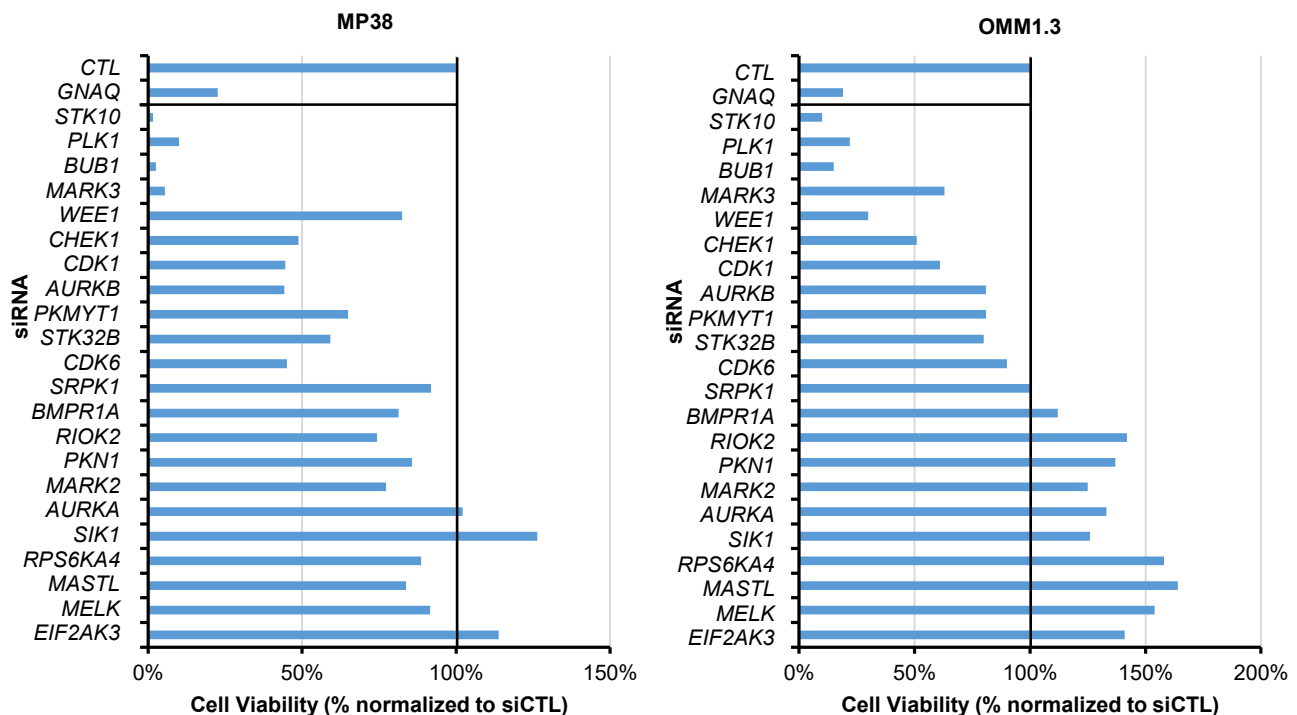 MP38
CTL
GNAQ
STK10
PLK1
BUB1
MARK3
WEE1
CHEK1
CDK1
AURKB
PKMYT1
STK32B
CDK6
SRPK1
BMPR1A
RIOK2
PKN1
MARK2
AURKA
SIK1
RPS6KA4
MASTL
MELK
EIF2AK3
siRNA
0% 50% 100% 150%
Cell Viability (% normalized to siCTL)
OMM1.3
CTL
GNAQ
STK10
PLK1
BUB1
MARK3
WEE1
CHEK1
CDK1
AURKB
PKMYT1
STK32B
CDK6
SRPK1
BMPR1A
RIOK2
PKN1
MARK2
AURKA
SIK1
RPS6KA4
MASTL
MELK
EIF2AK3
siRNA
0% 50% 100% 150% 200%
Cell Viability (% normalized to siCTL)